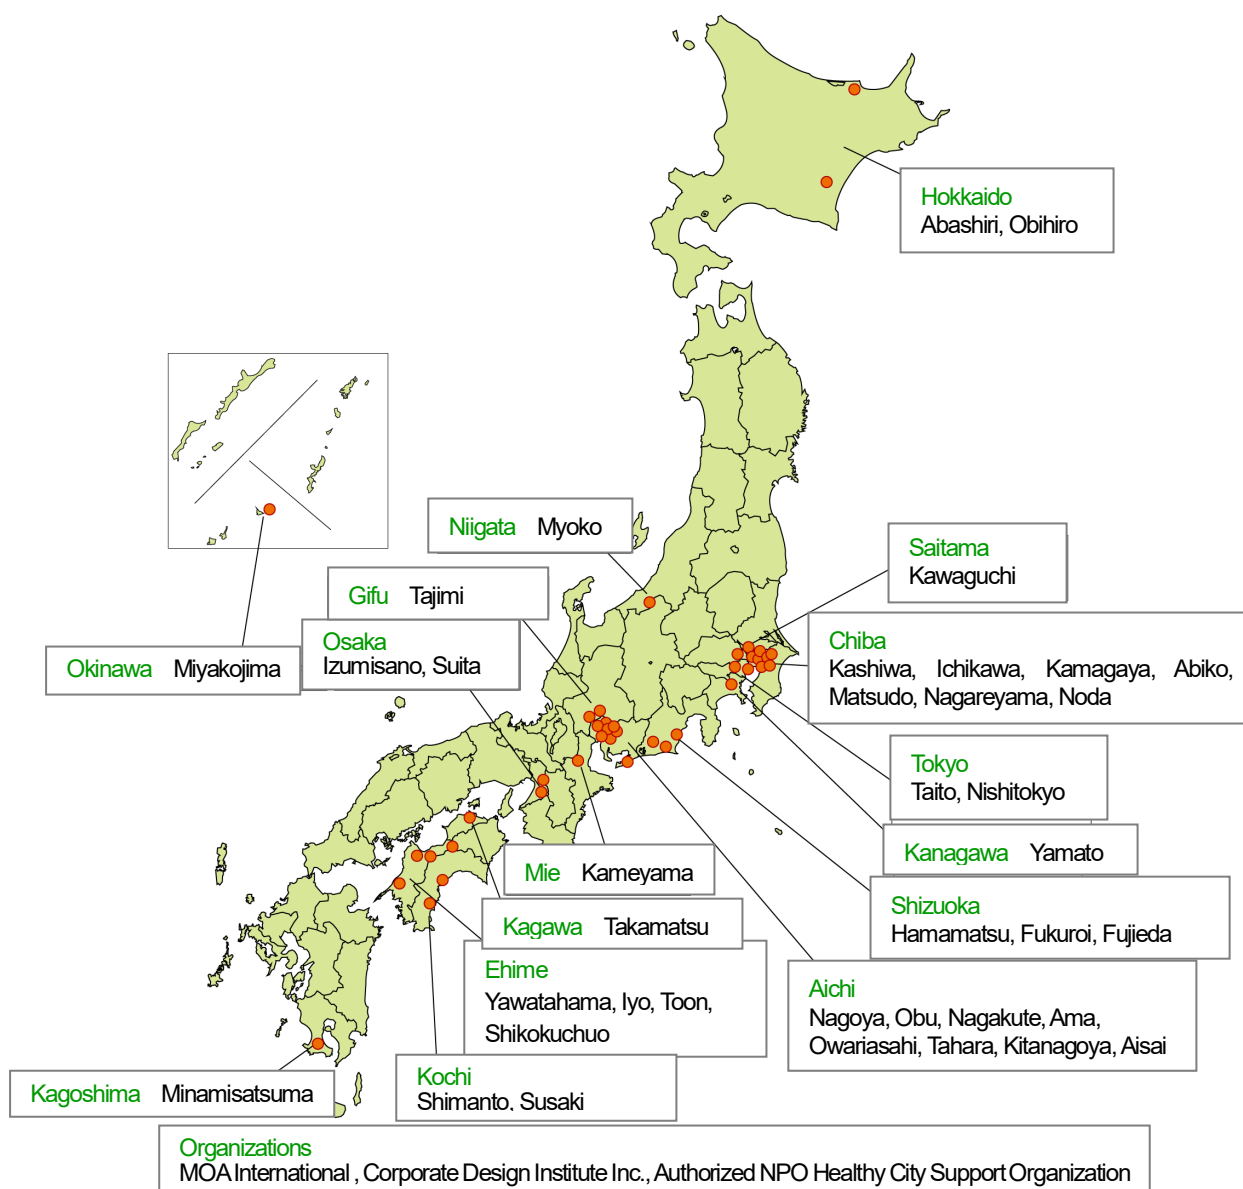 Hokkaido
Abashiri, Obihiro
Niigata Myoko
Saitama
Kawaguchi
Gifu Tajimi
Osaka
Izumisano, Suita
Chiba
Kashiwa, Ichikawa, Kamagaya, Abiko,
Matsudo, Nagareyama, Noda
Okinawa Miyakojima
Tokyo
Taito, Nishitokyo
Kanagawa Yamato
Mie Kameyama
Shizuoka
Hamamatsu, Fukuroi, Fujieda
Kagawa Takamatsu
Ehime
Yawatahama, Iyo, Toon,
Shikokuchuo
Aichi
Nagoya, Obu, Nagakute, Ama,
Owariasahi, Tahara, Kitanagoya, Aisai
Kochi
Shimanto, Susaki
Kagoshima Minamisatsuma
Organizations
MOA International , Corporate Design Institute Inc., Authorized NPO Healthy City Support Organization